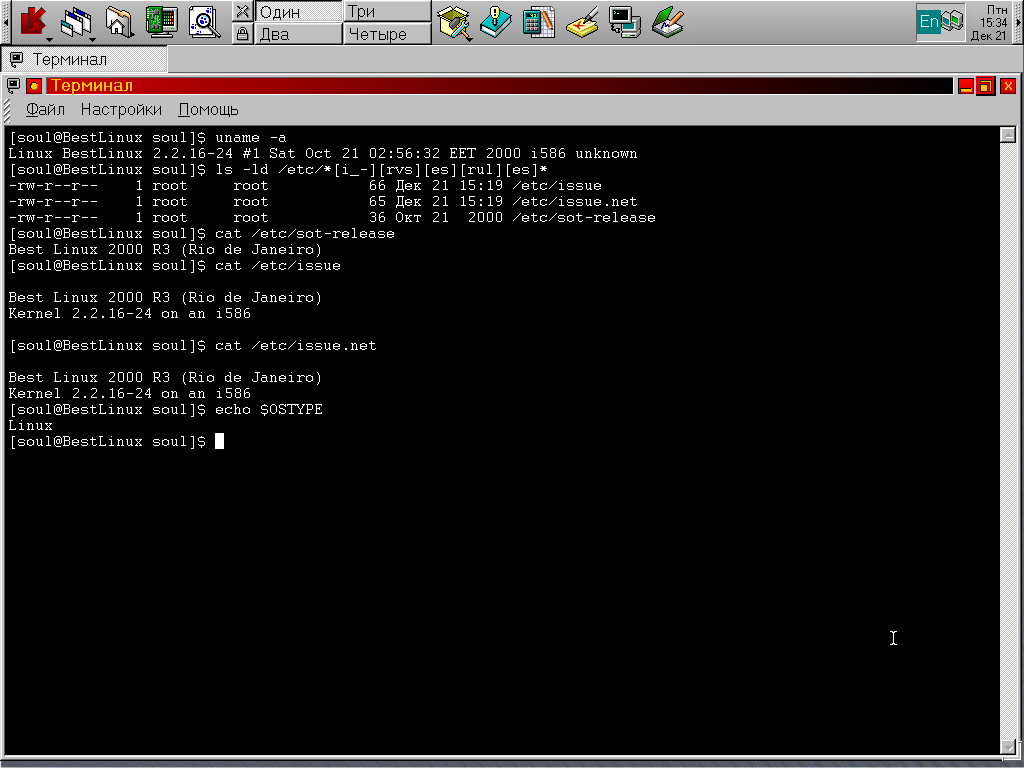 Один
Три
Два
Четыре
En
Птн
15:34
Дек 21
Терминал
Терминал
Файл Настройки Помощь
[soul@BestLinux soul]$ uname -a
Linux BestLinux 2.2.16-24 #1 Sat Oct 21 02:56:32 EET 2000 i586 unknown
[soul@BestLinux soul]$ ls -ld /etc/*[i_-][rvs][es][rul][es]*
-rw-r--r-- 1 root root 66 Дек 21 15:19 /etc/issue
-rw-r--r-- 1 root root 65 Дек 21 15:19 /etc/issue.net
-rw-r--r-- 1 root root 36 Окт 21 2000 /etc/sot-release
[soul@BestLinux soul]$ cat /etc/sot-release
Best Linux 2000 R3 (Rio de Janeiro)
[soul@BestLinux soul]$ cat /etc/issue
Best Linux 2000 R3 (Rio de Janeiro)
Kernel 2.2.16-24 on an i586
[soul@BestLinux soul]$ cat /etc/issue.net
Best Linux 2000 R3 (Rio de Janeiro)
Kernel 2.2.16-24 on an i586
[soul@BestLinux soul]$ echo $OSTYPE
Linux
[soul@BestLinux soul]$